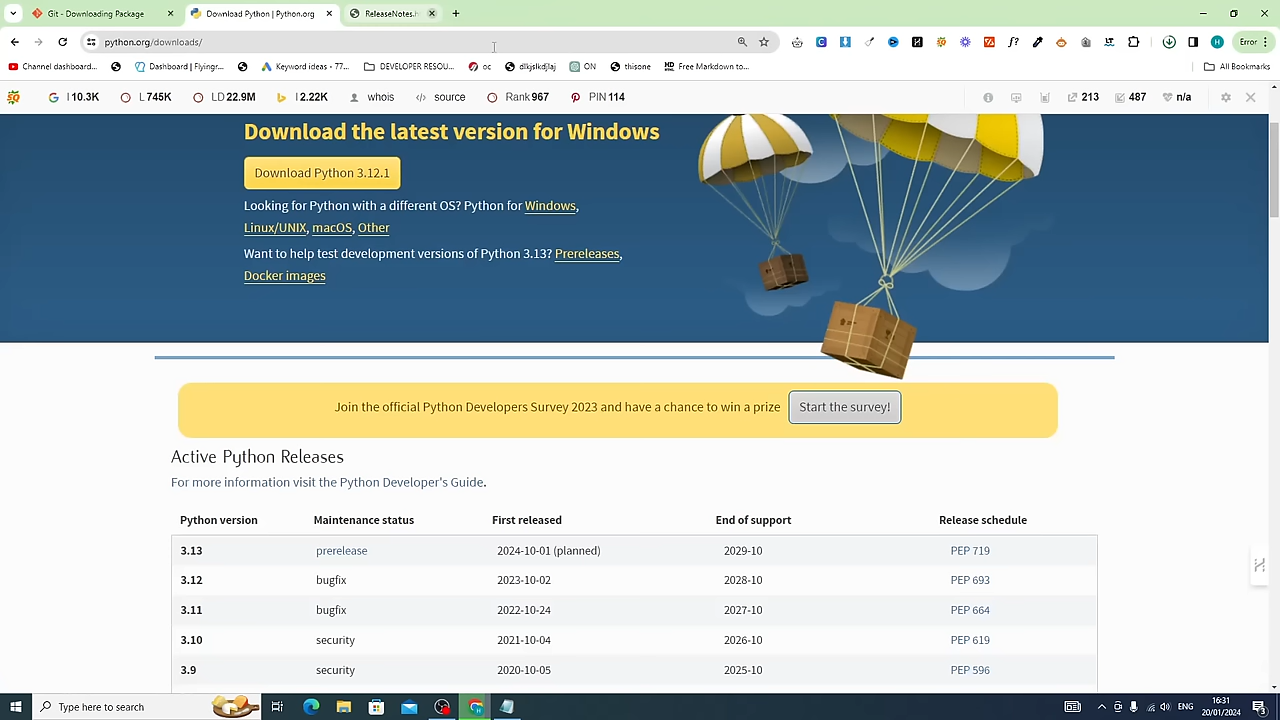 Git - Downloading Package
Download Python | Python.org
ReleaseNotes.h
python.org/downloads/
Error
Channel dashboard...
Dashboard | Flyingr...
Keyword ideas - 77...
DEVELOPER RESOU...
oc
dlkjslkdjlaj
ON
thisone
Free Markdown to...
All Bookmarks
I 10.3K
L 745K
LD 22.9M
I 2.22K
whois
source
Rank 967
PIN 114
213
487
n/a
Download the latest version for Windows
Download Python 3.12.1
Looking for Python with a different OS? Python for Windows,
Linux/UNIX, macOS, Other
Want to help test development versions of Python 3.13? Prereleases,
Docker images
Join the official Python Developers Survey 2023 and have a chance to win a prize Start the survey!
Active Python Releases
For more information visit the Python Developer's Guide.
Python version Maintenance status First released End of support Release schedule
3.13 prerelease 2024-10-01 (planned) 2029-10 PEP 719
3.12 bugfix 2023-10-02 2028-10 PEP 693
3.11 bugfix 2022-10-24 2027-10 PEP 664
3.10 security 2021-10-04 2026-10 PEP 619
3.9 security 2020-10-05 2025-10 PEP 596
Type here to search
ENG
16:31
20/01/2024